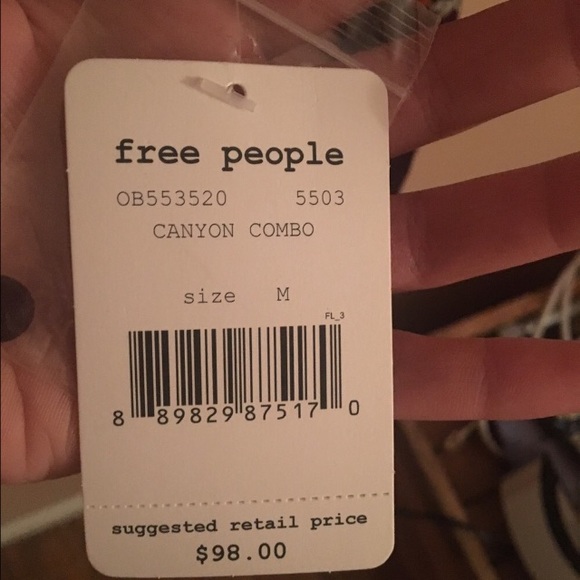 free people
OB553520 5503
CANYON COMBO
size M
FL_3
8 89829 87517 0
suggested retail price
$98.00